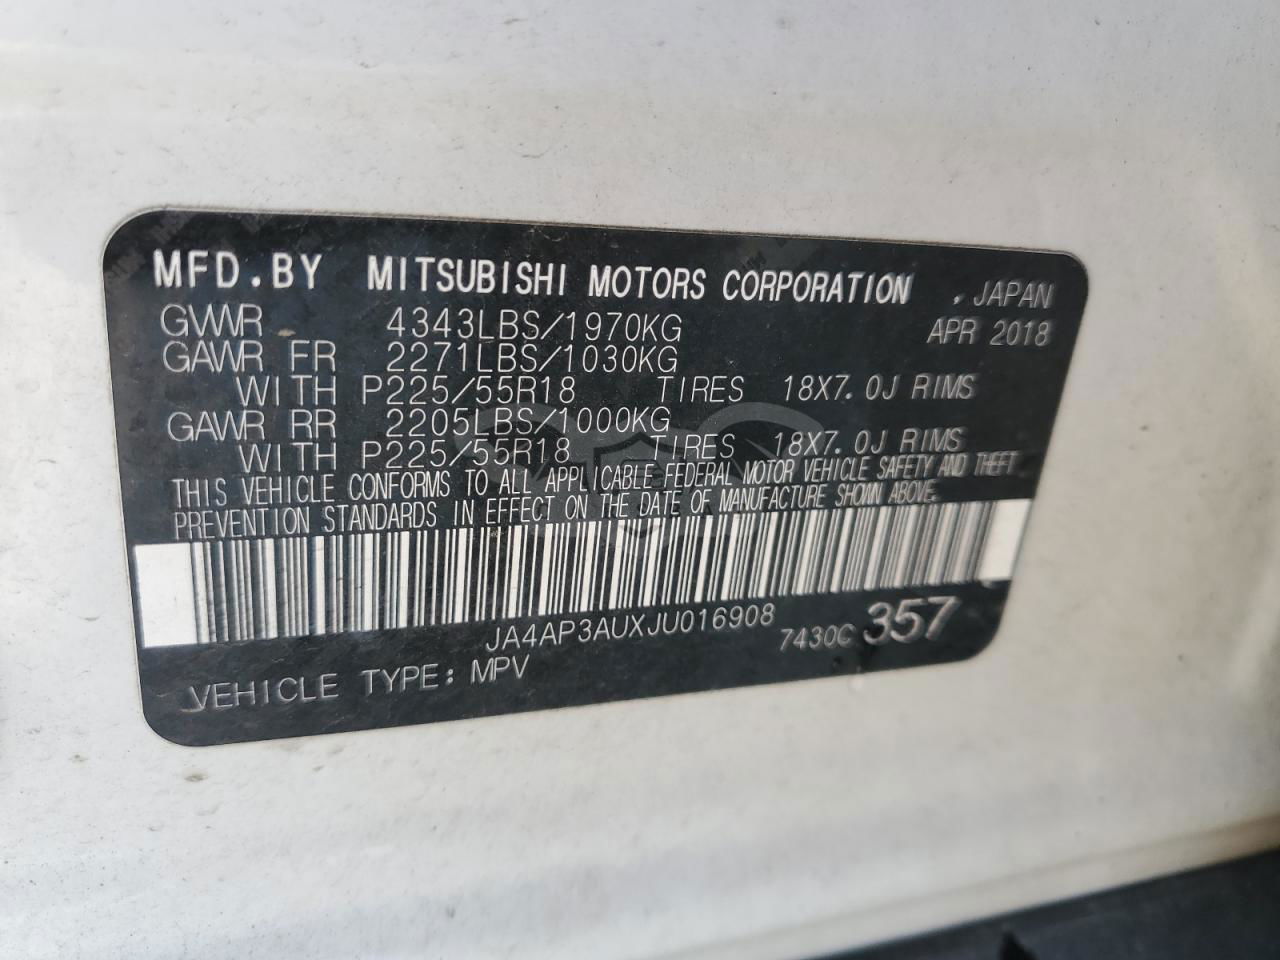 MFD.BY MITSUBISHI MOTORS CORPORATION , JAPAN
GVWR 4343LBS/1970KG APR 2018
GAWR FR 2271LBS/1030KG
WITH P225/55R18 TIRES 18X7.0J RIMS
GAWR RR 2205LBS/1000KG
WITH P225/55R18 TIRES 18X7.0J RIMS
THIS VEHICLE CONFORMS TO ALL APPLICABLE FEDERAL MOTOR VEHICLE SAFETY AND THEFT
PREVENTION STANDARDS IN EFFECT ON THE DATE OF MANUFACTURE SHOWN ABOVE.
JA4AP3AUXJU016908 7430C 357
VEHICLE TYPE: MPV